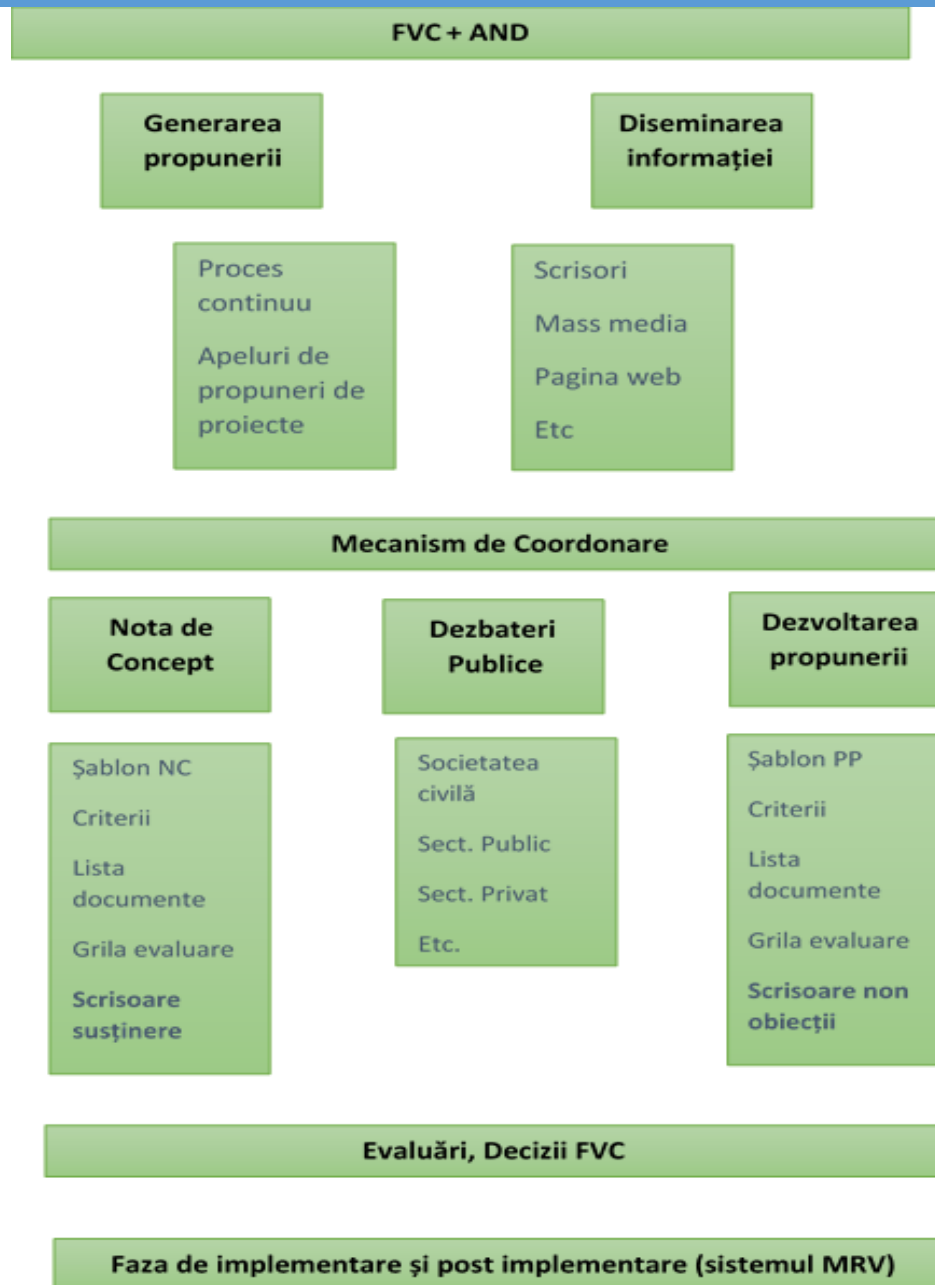 FVC + AND
Generarea
propunerii
Diseminarea
informației
Proces
continuu
Apeluri de
propuneri de
proiecte
Scrisori
Mass media
Pagina web
Etc
Mecanism de Coordonare
Nota de
Concept
Dezbateri
Publice
Dezvoltarea
propunerii
Șablon NC
Criterii
Lista
documente
Grila evaluare
Scrisoare
susținere
Societatea
civilă
Sect. Public
Sect. Privat
Etc.
Șablon PP
Criterii
Lista
documente
Grila evaluare
Scrisoare non
obiecții
Evaluări, Decizii FVC
Faza de implementare și post implementare (sistemul MRV)